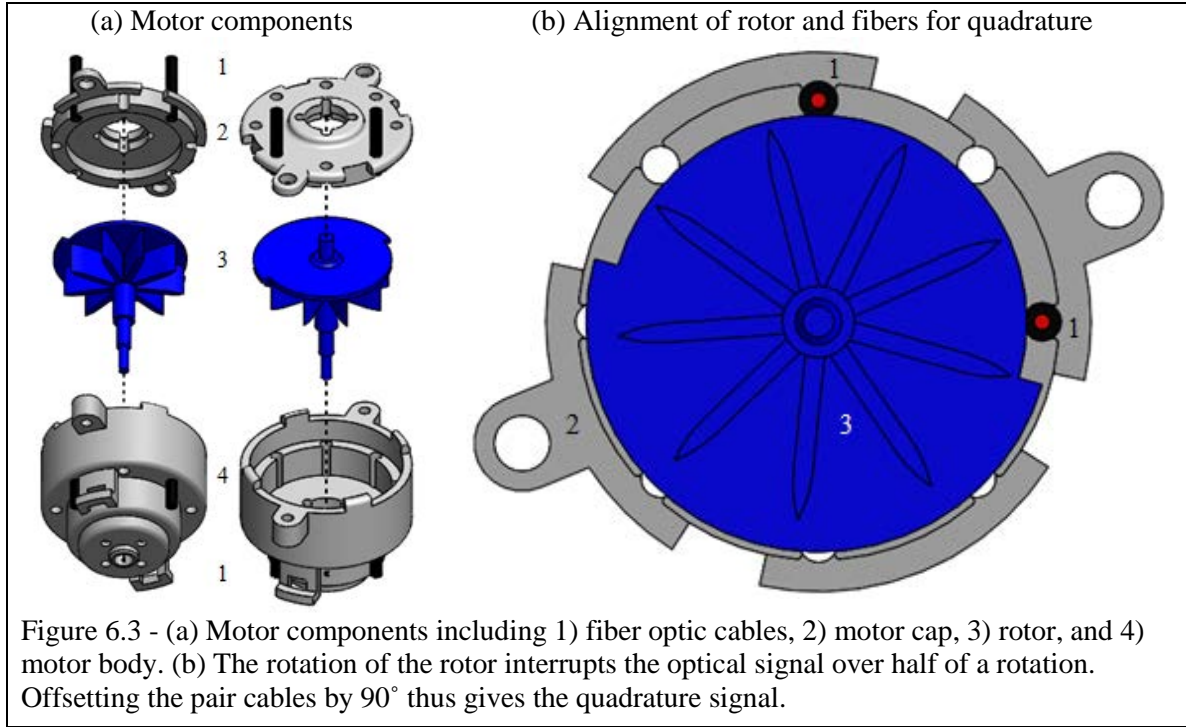 (a) Motor components
(b) Alignment of rotor and fibers for quadrature
1
2
3
4
1
1
1
2
3
Figure 6.3 - (a) Motor components including 1) fiber optic cables, 2) motor cap, 3) rotor, and 4)
motor body. (b) The rotation of the rotor interrupts the optical signal over half of a rotation.
Offsetting the pair cables by 90˚ thus gives the quadrature signal.